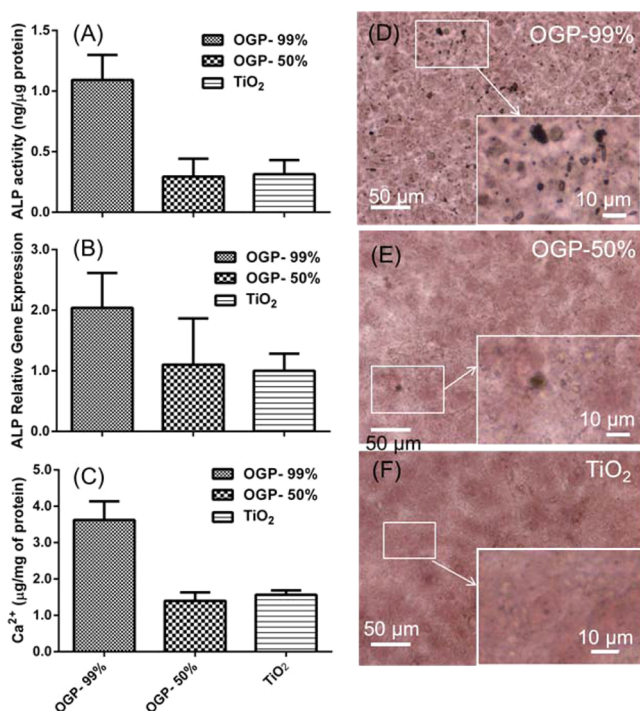 (A)
OGP- 99%
OGP- 50%
TiO₂
ALP activity (ng/μg protein)
1.5
1.0
0.5
0.0
(B)
OGP- 99%
OGP- 50%
TiO₂
ALP Relative Gene Expression
3.0
2.0
1.0
0.0
(C)
OGP- 99%
OGP- 50%
TiO₂
Ca²⁺ (μg/mg of protein)
5.0
4.0
3.0
2.0
1.0
0.0
OGP- 99%
OGP- 50%
TiO₂
(D)
OGP-99%
50 μm
10 μm
(E)
OGP-50%
50 μm
10 μm
(F)
TiO₂
50 μm
10 μm